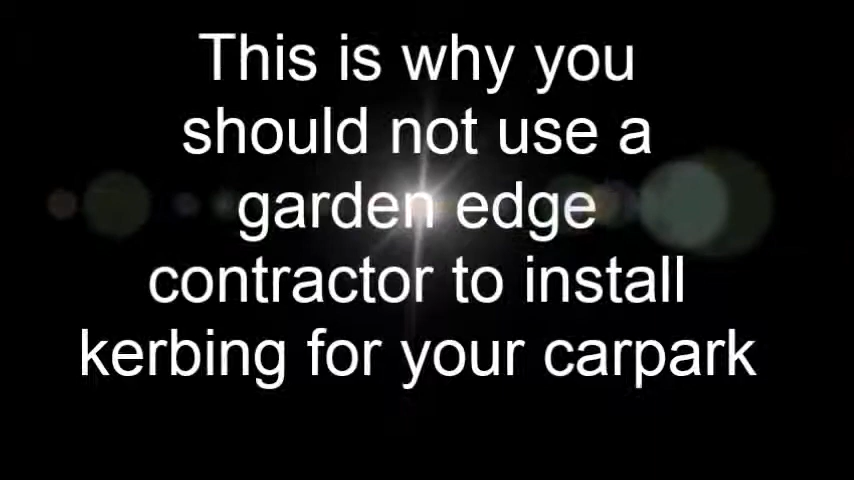 This is why you
should not use a
garden edge
contractor to install
kerbing for your carpark